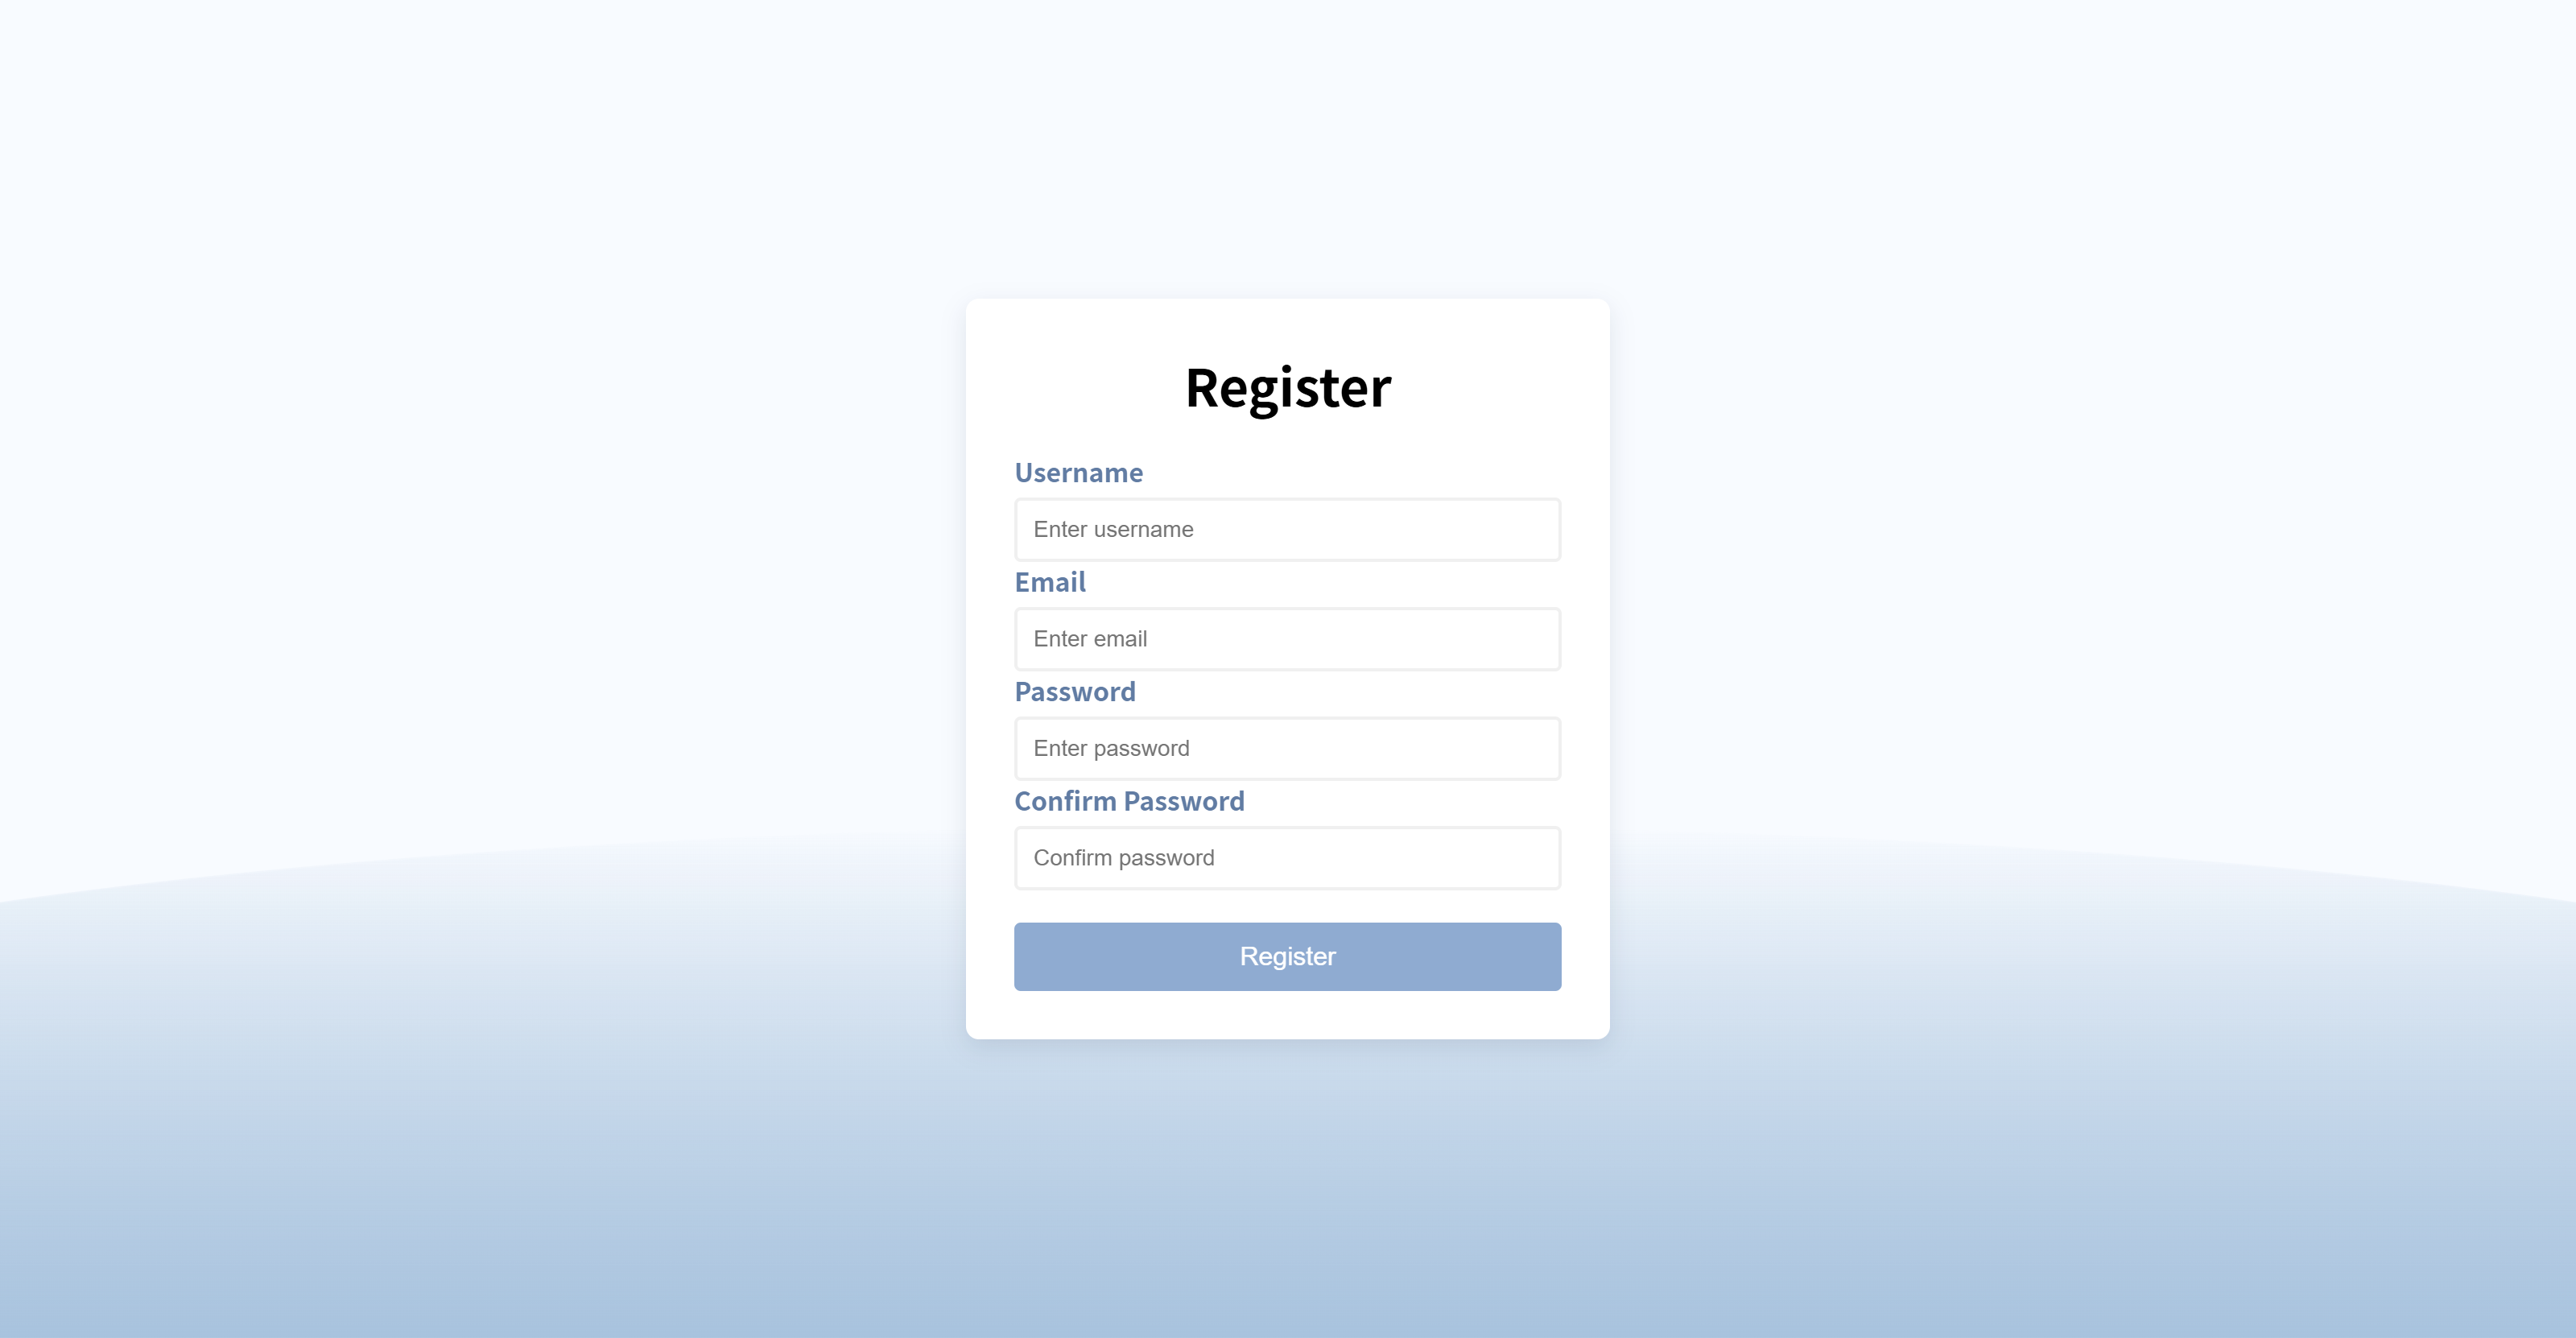 Register
Username
Enter username
Email
Enter email
Password
Enter password
Confirm Password
Confirm password
Register